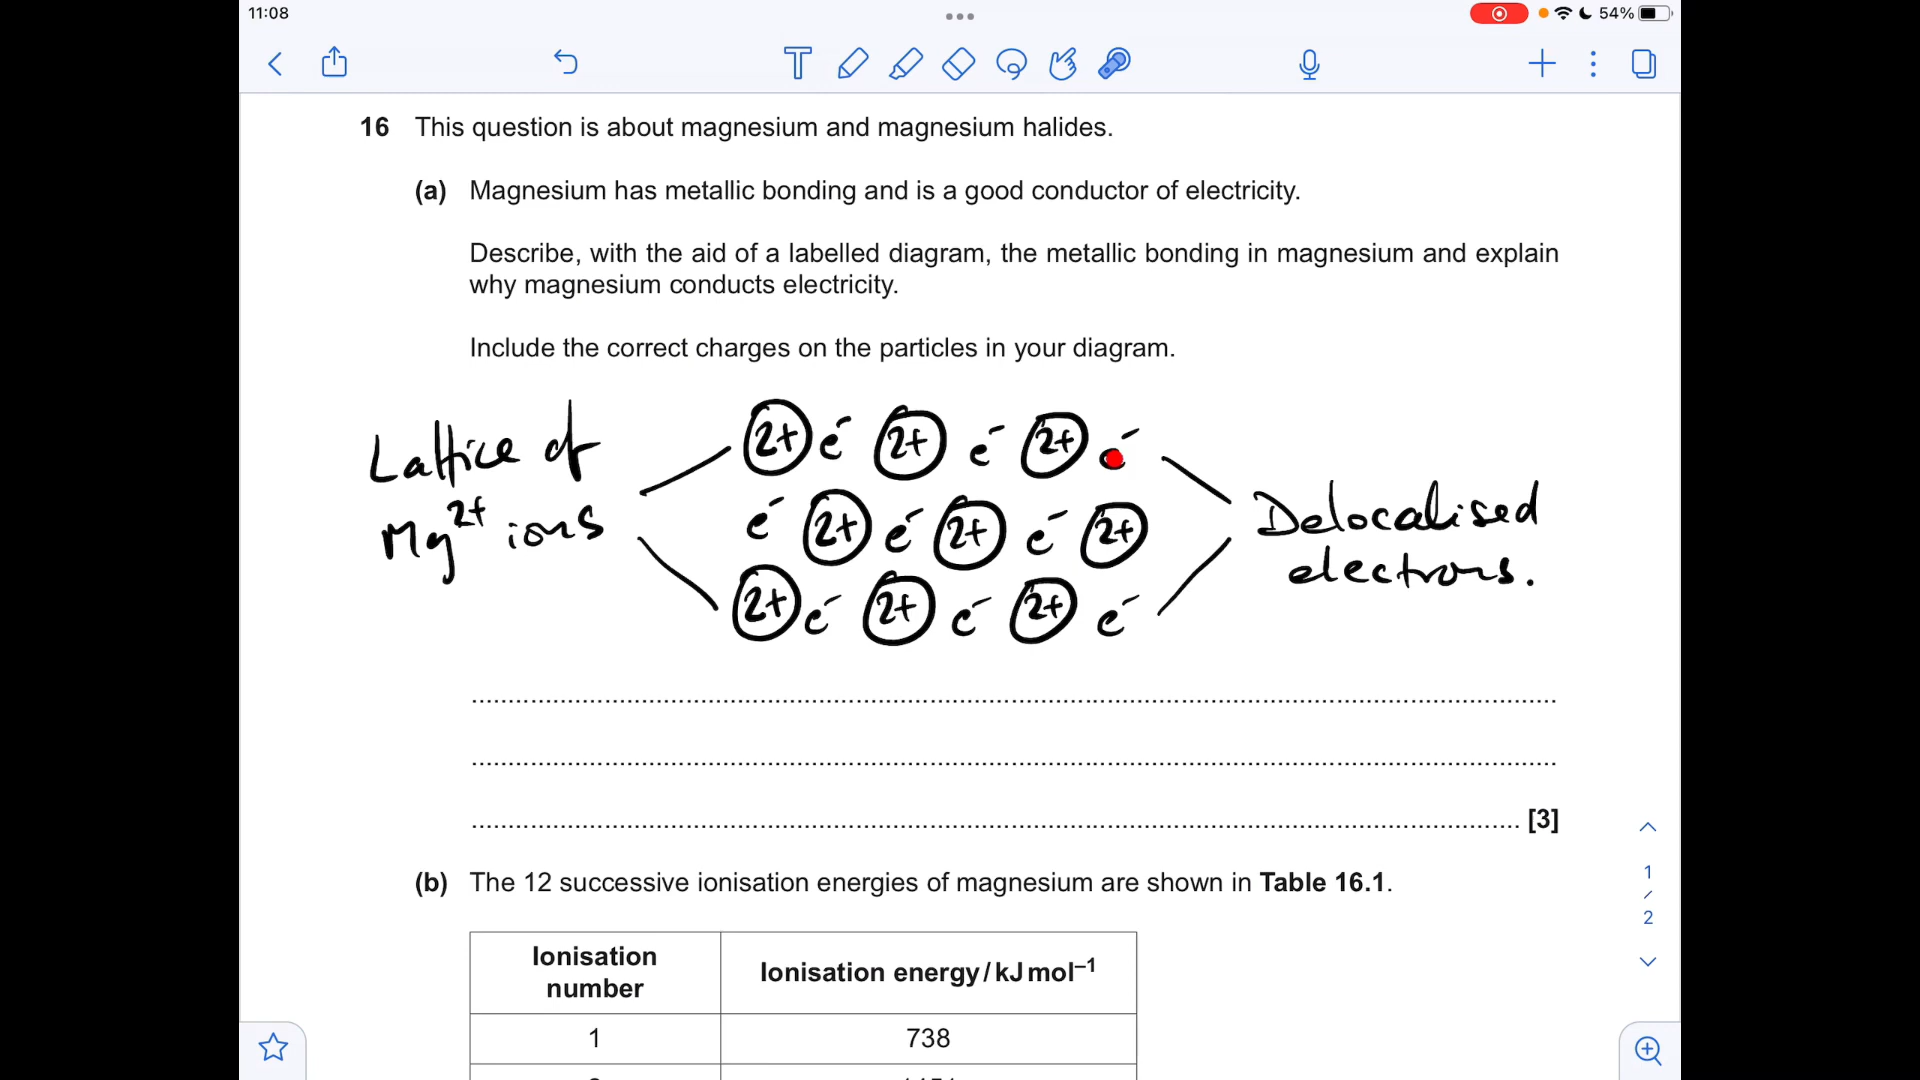 11:08
54%
16 This question is about magnesium and magnesium halides.
(a) Magnesium has metallic bonding and is a good conductor of electricity.
Describe, with the aid of a labelled diagram, the metallic bonding in magnesium and explain
why magnesium conducts electricity.
Include the correct charges on the particles in your diagram.
Lattice of
Mg²⁺ ions
2+ e⁻ 2+ e⁻ 2+ e⁻
e⁻ 2+ e⁻ 2+ e⁻ 2+
2+ e⁻ 2+ e⁻ 2+ e⁻
Delocalised
electrons.
[3]
(b) The 12 successive ionisation energies of magnesium are shown in Table 16.1.
Ionisation
number
Ionisation energy / kJ mol⁻¹
1 738
1
/
2